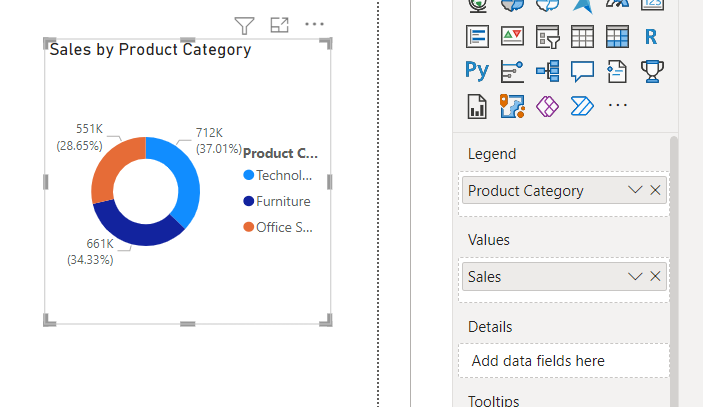 Sales by Product Category
551K
(28.65%)
712K
(37.01%)
Product C...
Technol...
Furniture
Office S...
661K
(34.33%)
123
R
Py
Legend
Product Category
Values
Sales
Details
Add data fields here
Tooltips